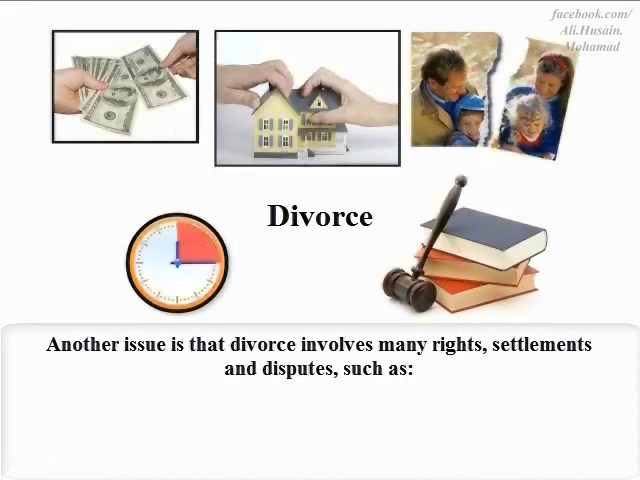 facebook.com/
Ali.Husain.
Mohamad
Divorce
Another issue is that divorce involves many rights, settlements
and disputes, such as: